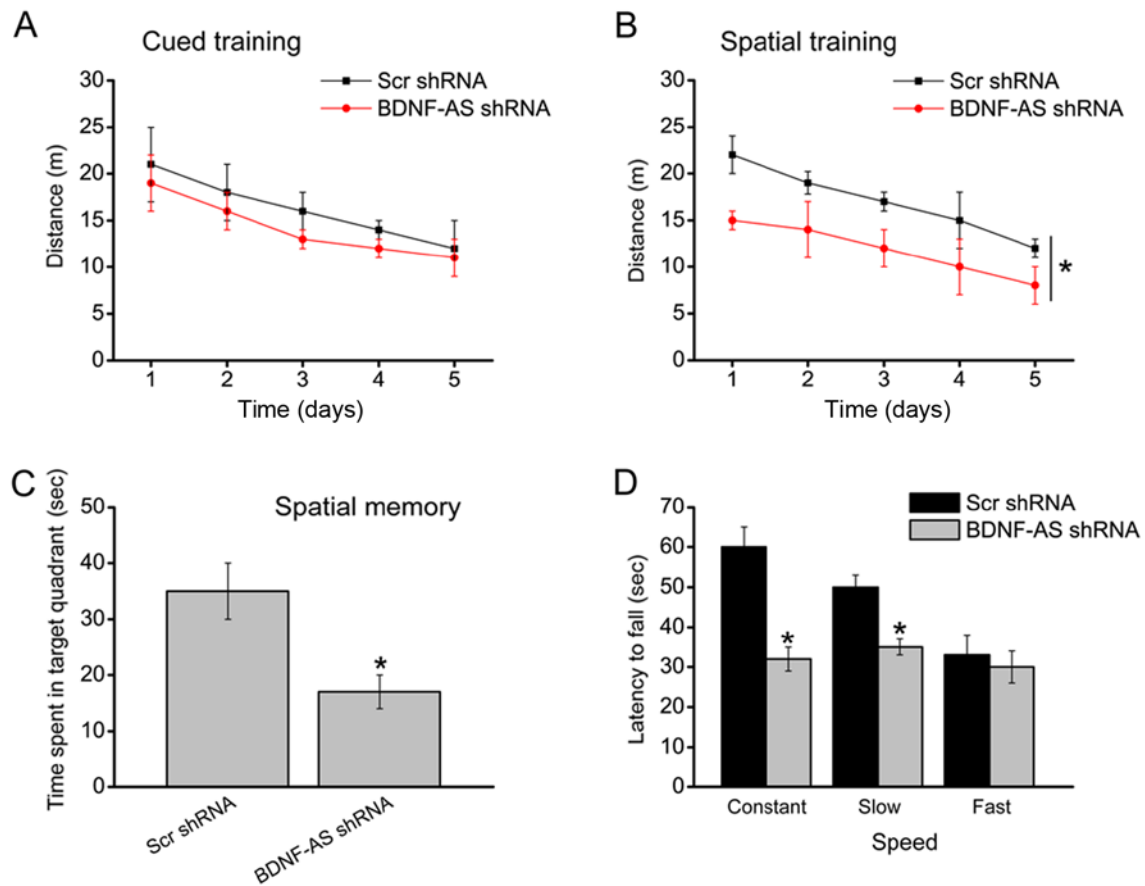 A
Cued training
Scr shRNA
BDNF-AS shRNA
Distance (m)
30
25
20
15
10
5
0
1 2 3 4 5
Time (days)
B
Spatial training
Scr shRNA
BDNF-AS shRNA
Distance (m)
30
25
20
15
10
5
0
*
1 2 3 4 5
Time (days)
C
Spatial memory
Time spent in target quadrant (sec)
50
40
30
20
10
0
*
Scr shRNA
BDNF-AS shRNA
D
Scr shRNA
BDNF-AS shRNA
Latency to fall (sec)
70
60
50
40
30
20
10
0
* *
Constant Slow Fast
Speed